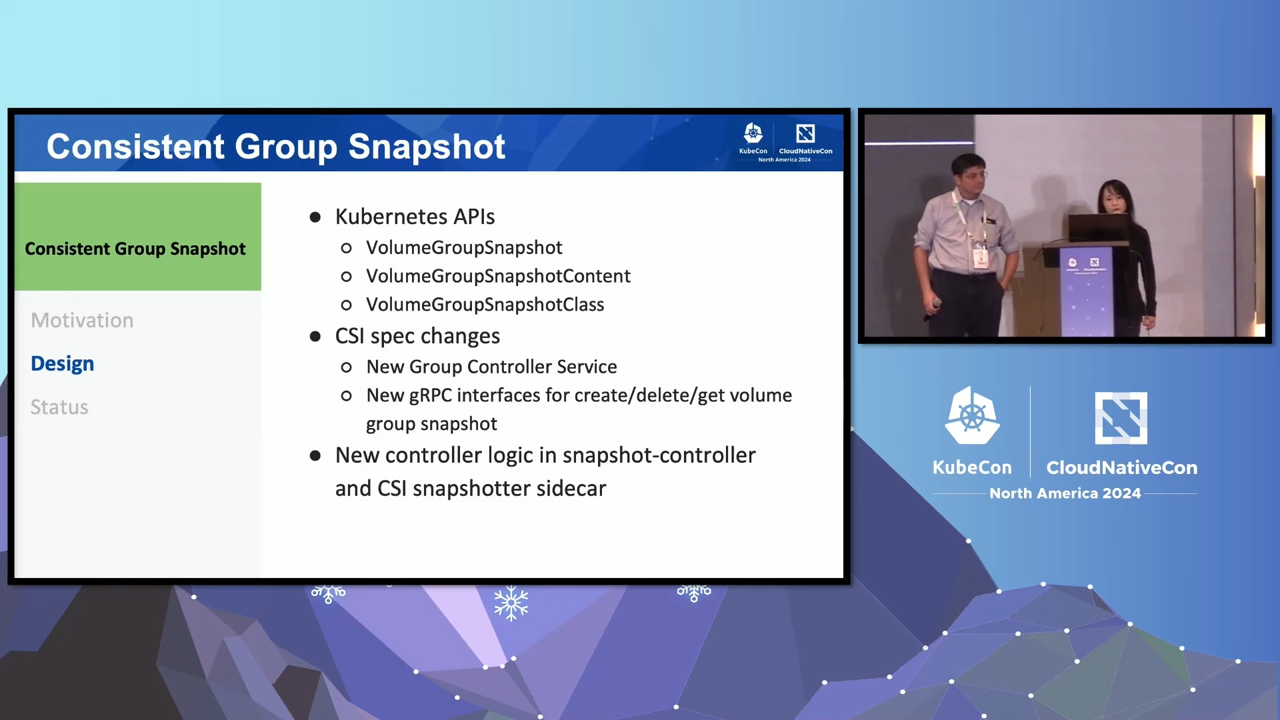 Consistent Group Snapshot
KubeCon
CloudNativeCon
North America 2024
Consistent Group Snapshot
Motivation
Design
Status
● Kubernetes APIs
○ VolumeGroupSnapshot
○ VolumeGroupSnapshotContent
○ VolumeGroupSnapshotClass
● CSI spec changes
○ New Group Controller Service
○ New gRPC interfaces for create/delete/get volume
group snapshot
● New controller logic in snapshot-controller
and CSI snapshotter sidecar
KubeCon
CloudNativeCon
North America 2024